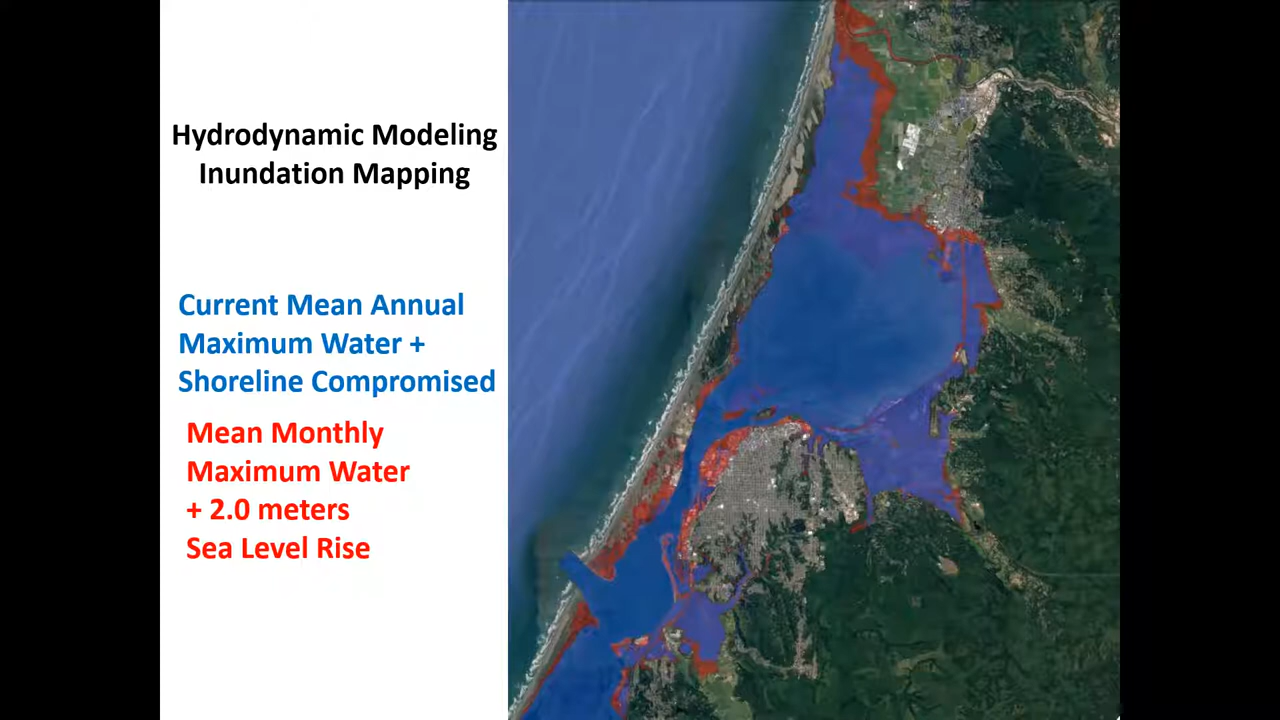 Hydrodynamic Modeling
Inundation Mapping
Current Mean Annual
Maximum Water +
Shoreline Compromised
Mean Monthly
Maximum Water
+ 2.0 meters
Sea Level Rise